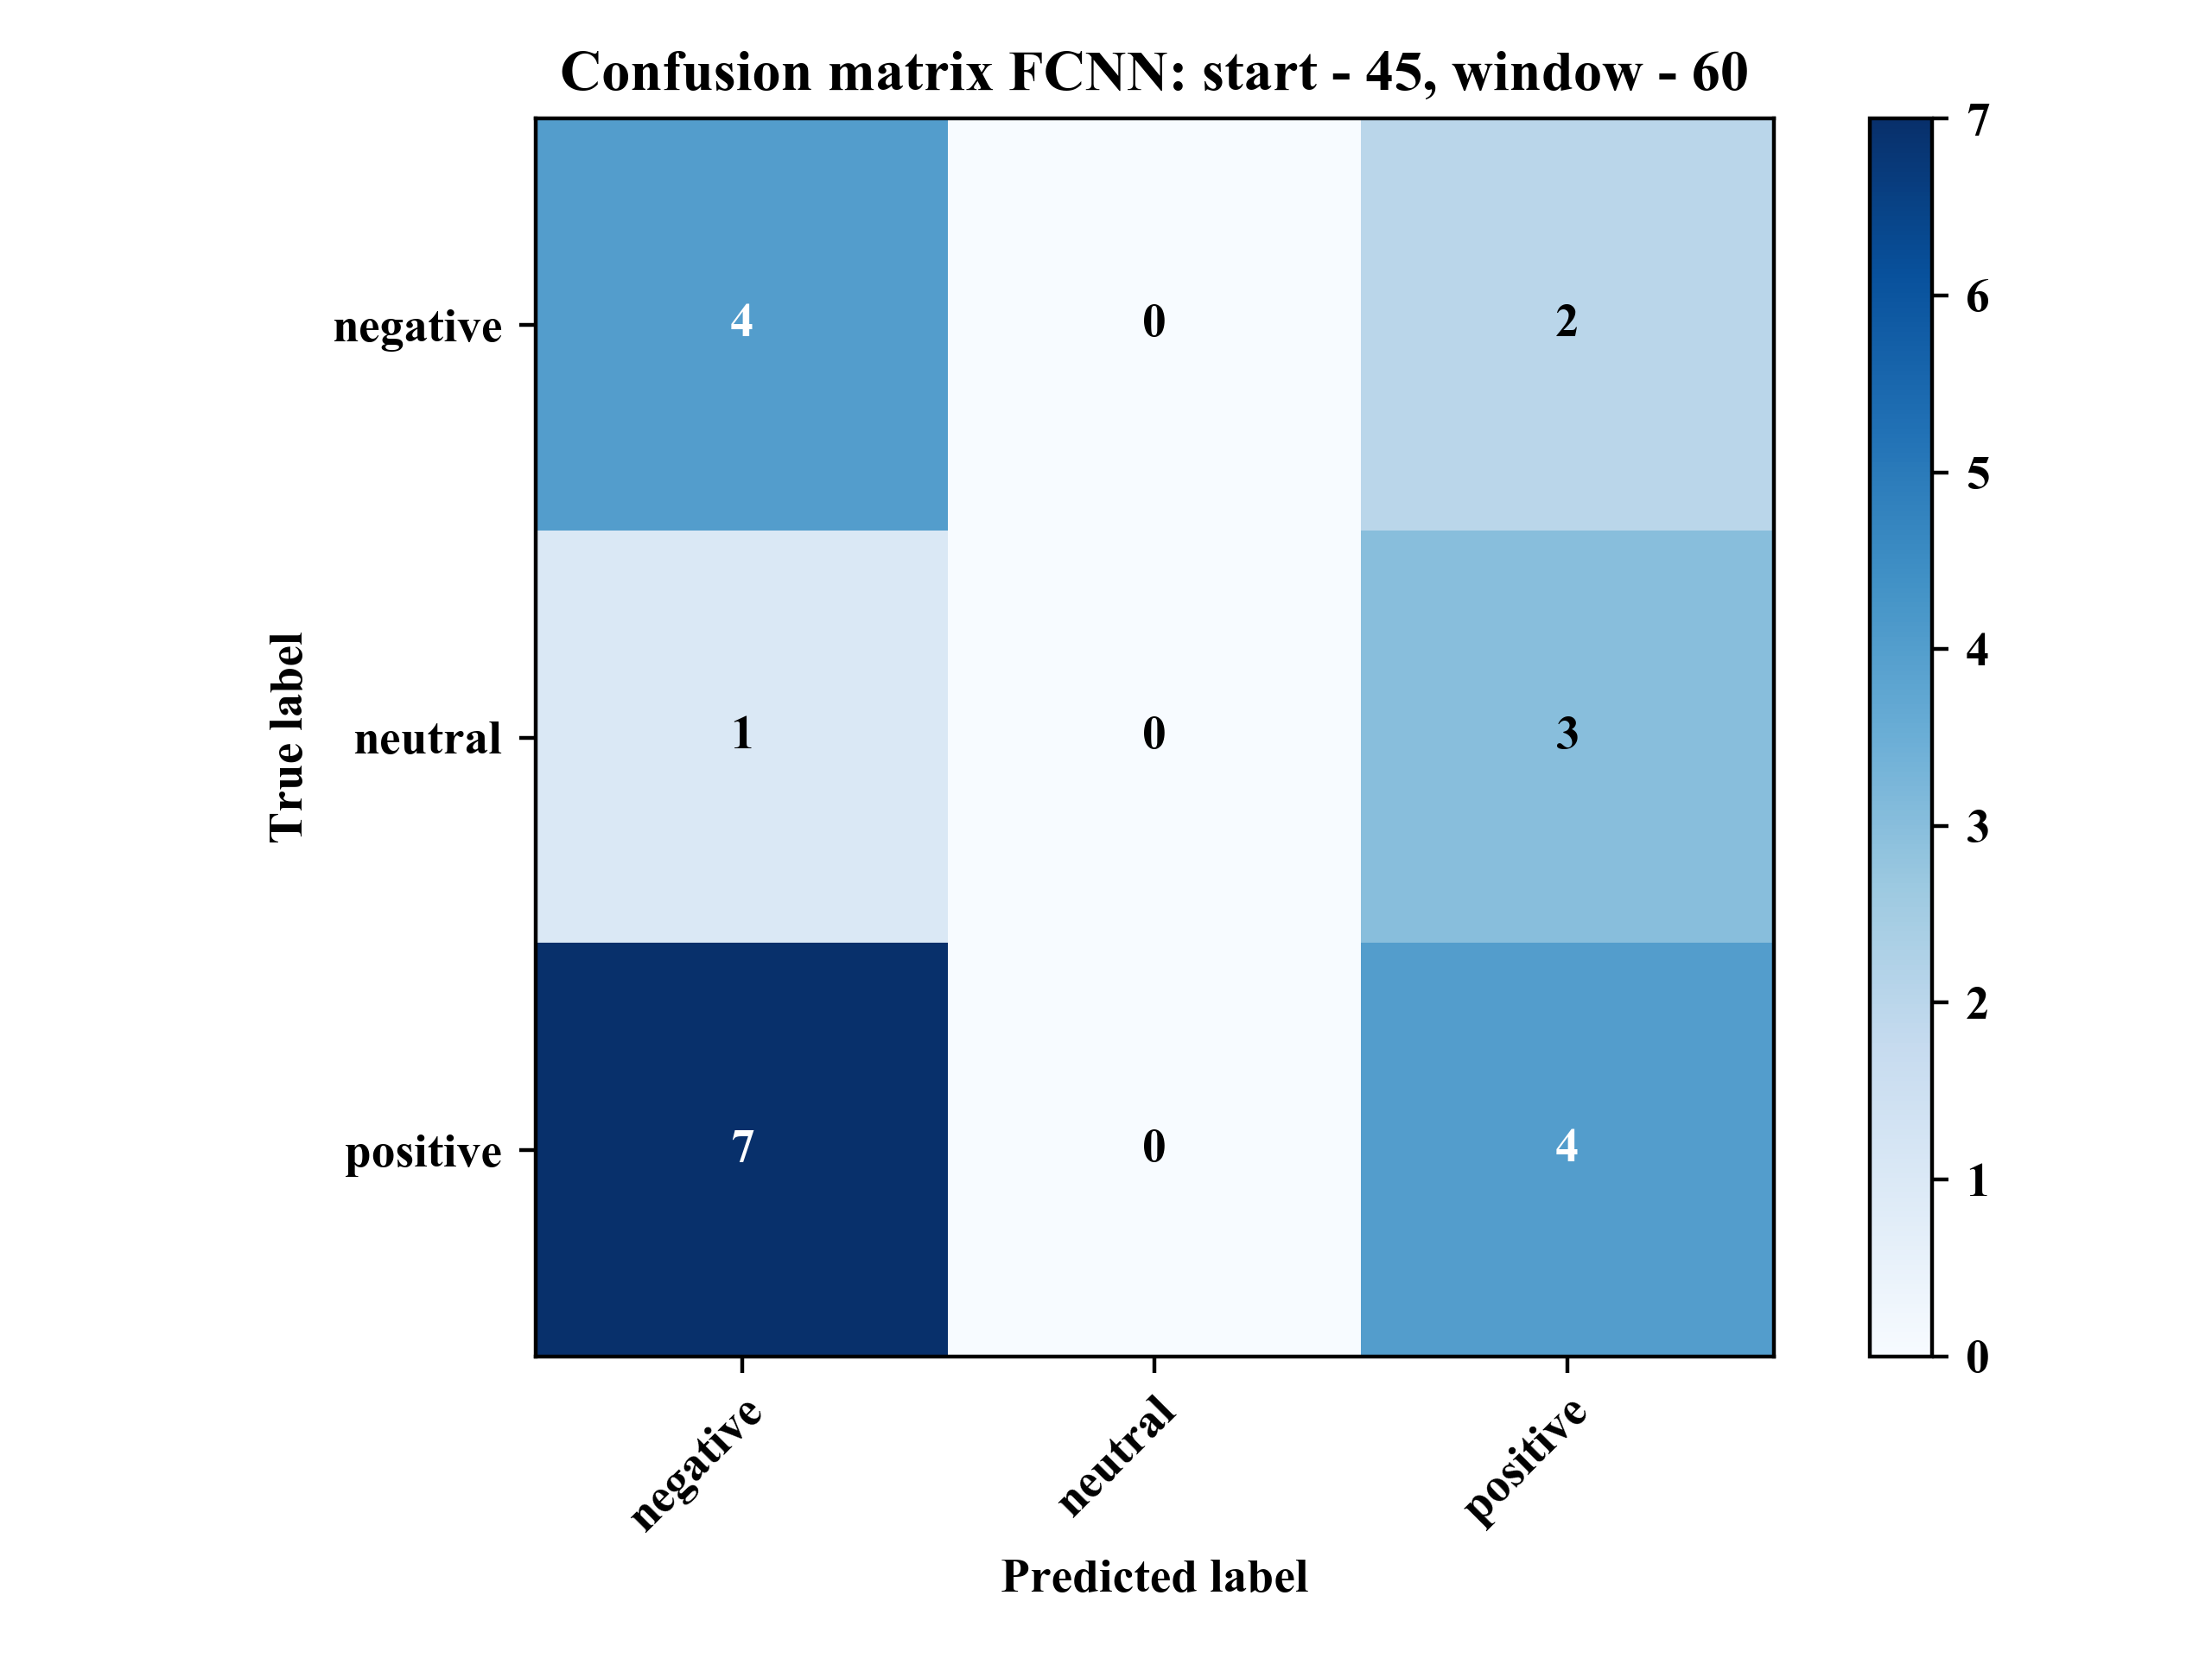 Confusion matrix FCNN: start - 45, window - 60
True label
negative
4
0
2
neutral
1
0
3
positive
7
0
4
negative
neutral
positive
Predicted label
7
6
5
4
3
2
1
0